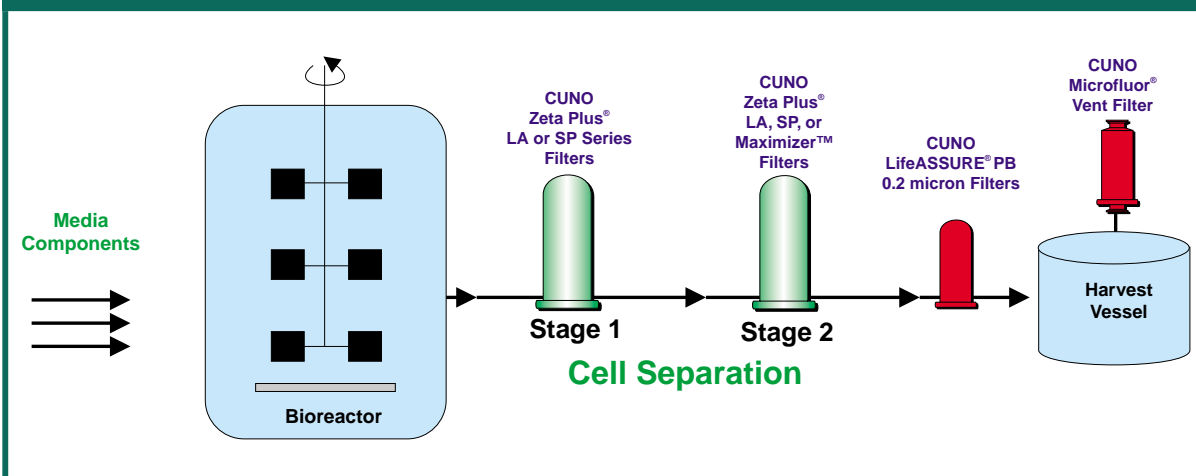 Media
Components
Bioreactor
CUNO
Zeta Plus®
LA or SP Series
Filters
Stage 1
CUNO
Zeta Plus®
LA, SP, or
Maximizer™
Filters
Stage 2
Cell Separation
CUNO
LifeASSURE® PB
0.2 micron Filters
CUNO
Microfluor®
Vent Filter
Harvest
Vessel